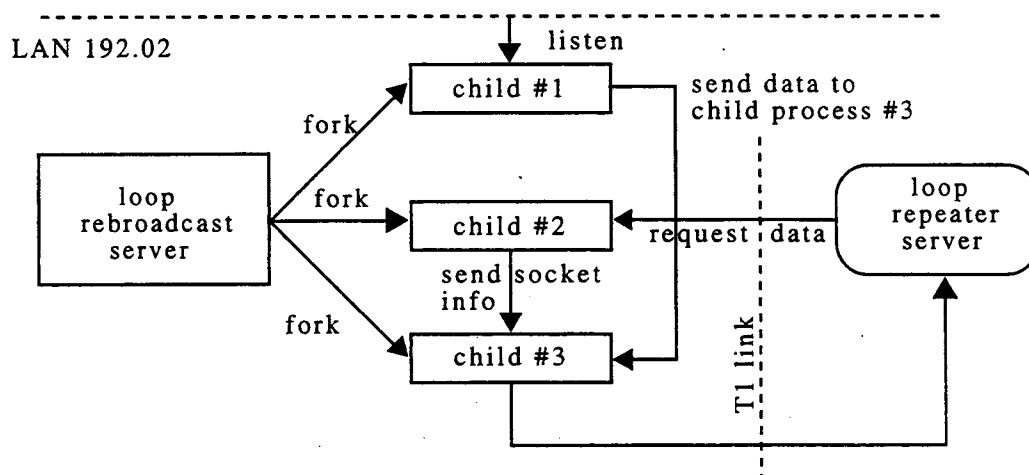 LAN 192.02
listen
child #1
send data to
child process #3
fork
loop
rebroadcast
server
fork
child #2
request data
loop
repeater
server
send socket
info
fork
child #3
T1 link